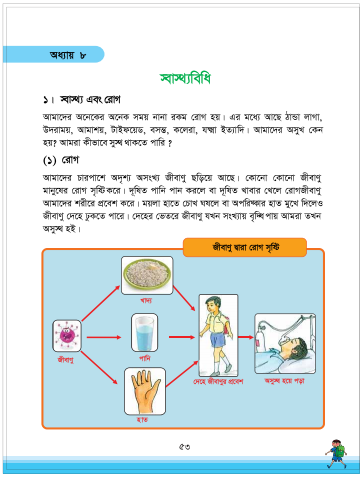 অধ্যায় ৮
স্বাস্থ্যবিধি
১। স্বাস্থ্য এবং রোগ
আমাদের অনেকের অনেক সময় নানা রকম রোগ হয়। এর মধ্যে আছে ঠান্ডা লাগা,
উদরাময়, আমাশয়, টাইফয়েড, বসন্ত, কলেরা, যক্ষ্মা ইত্যাদি। আমাদের অসুখ কেন
হয়? আমরা কীভাবে সুস্থ থাকতে পারি ?
(১) রোগ
আমাদের চারপাশে অদৃশ্য অসংখ্য জীবাণু ছড়িয়ে আছে। কোনো কোনো জীবাণু
মানুষের রোগ সৃষ্টি করে। দূষিত পানি পান করলে বা দূষিত খাবার খেলে রোগজীবাণু
আমাদের শরীরে প্রবেশ করে। ময়লা হাতে চোখ ঘষলে বা অপরিষ্কার হাত মুখে দিলেও
জীবাণু দেহে ঢুকতে পারে। দেহের ভেতরে জীবাণু যখন সংখ্যায় বৃদ্ধি পায় আমরা তখন
অসুস্থ হই।
জীবাণু দ্বারা রোগ সৃষ্টি
খাদ্য
জীবাণু
পানি
দেহে জীবাণুর প্রবেশ
অসুস্থ হয়ে পড়া
হাত
৫৩